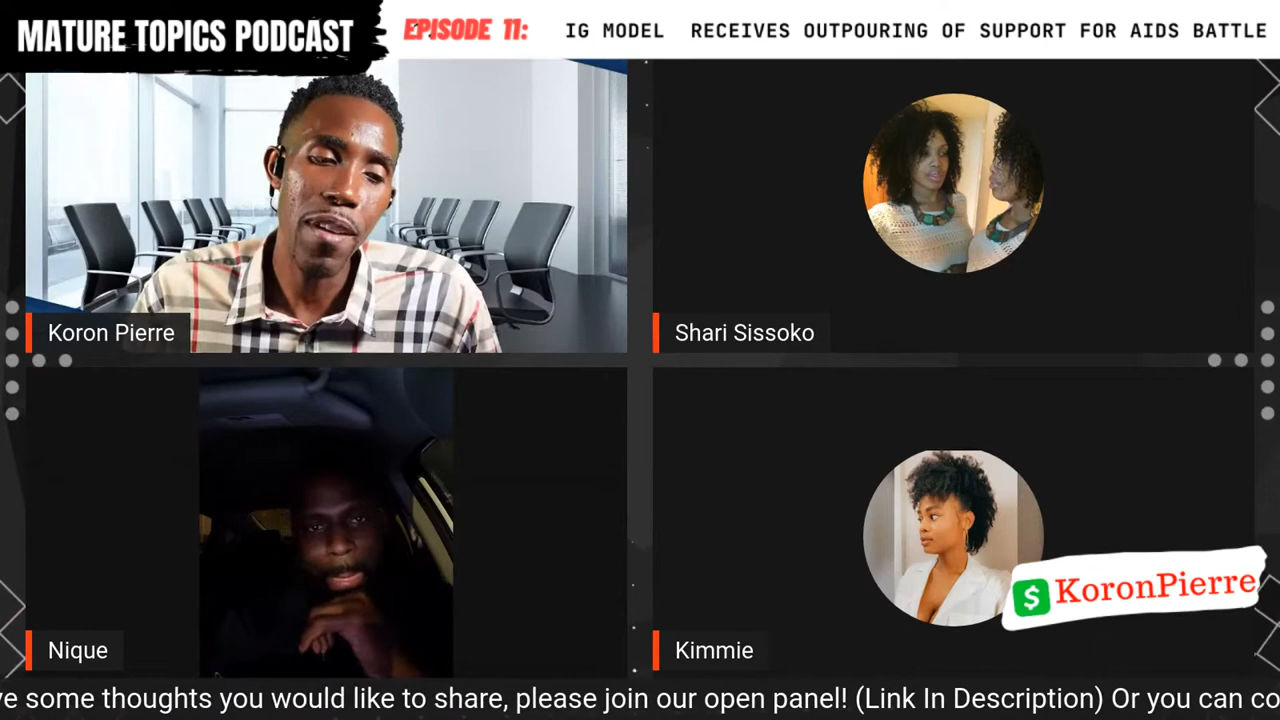 MATURE TOPICS PODCAST
EPISODE 11:
IG MODEL RECEIVES OUTPOURING OF SUPPORT FOR AIDS BATTLE
Koron Pierre
Shari Sissoko
Nique
Kimmie
$ KoronPierre
ve some thoughts you would like to share, please join our open panel! (Link In Description) Or you can co